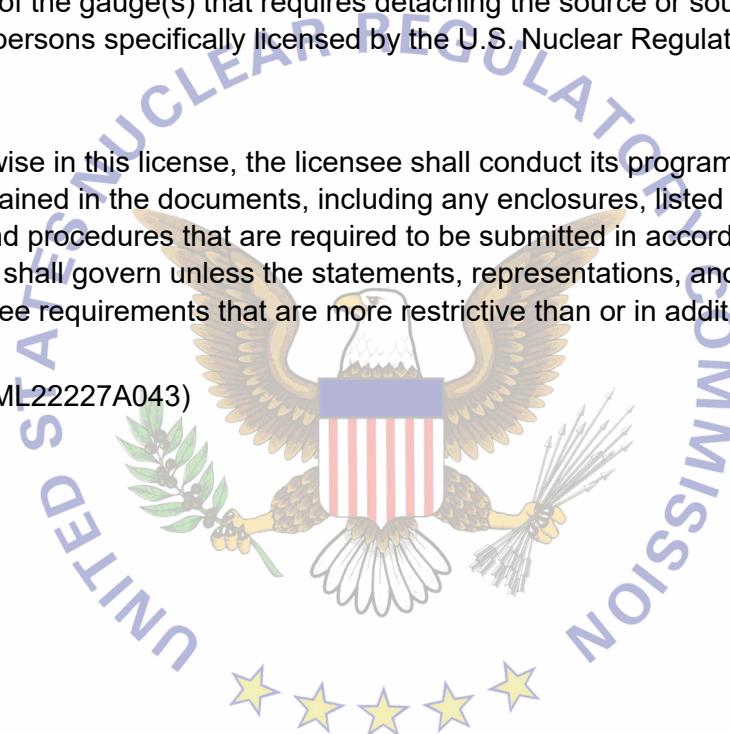 of the gauge(s) that requires detaching the source or sou
persons specifically licensed by the U.S. Nuclear Regulat
wise in this license, the licensee shall conduct its program
ained in the documents, including any enclosures, listed
nd procedures that are required to be submitted in accord
shall govern unless the statements, representations, and
ee requirements that are more restrictive than or in addit
ML22227A043)
UNITED STATES NUCLEAR REGULATORY COMMISSION